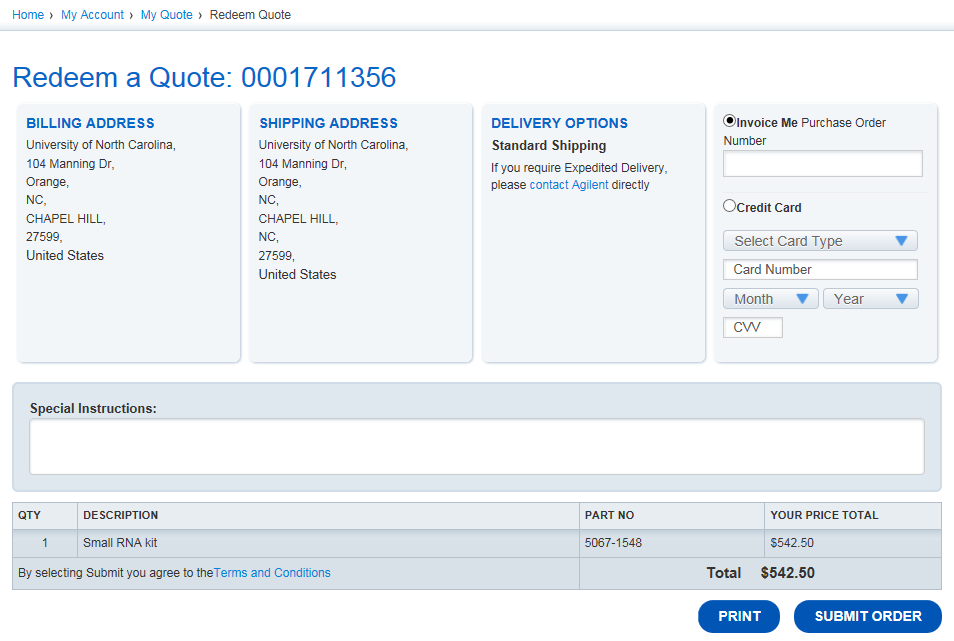 Home › My Account › My Quote › Redeem Quote
Redeem a Quote: 0001711356
BILLING ADDRESS
University of North Carolina,
104 Manning Dr,
Orange,
NC,
CHAPEL HILL,
27599,
United States
SHIPPING ADDRESS
University of North Carolina,
104 Manning Dr,
Orange,
NC,
CHAPEL HILL,
NC,
27599,
United States
DELIVERY OPTIONS
Standard Shipping
If you require Expedited Delivery,
please contact Agilent directly
Invoice Me Purchase Order
Number
Credit Card
Select Card Type
Card Number
Month Year
CVV
Special Instructions:
QTY DESCRIPTION PART NO YOUR PRICE TOTAL
1 Small RNA kit 5067-1548 $542.50
By selecting Submit you agree to theTerms and Conditions Total $542.50
PRINT SUBMIT ORDER